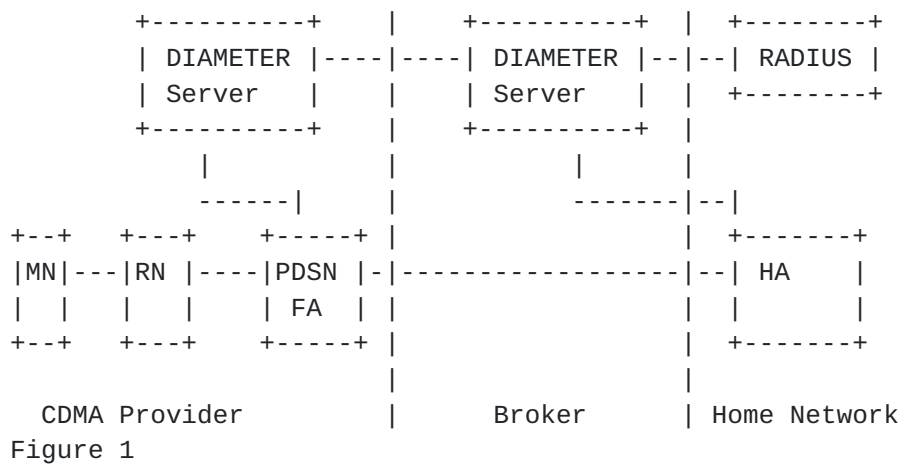 +----------+    |    +----------+  |  +--------+
        | DIAMETER |----|----| DIAMETER |--|--| RADIUS |
        | Server   |    |    | Server   |  |  +--------+
        +----------+    |    +----------+  |
            |           |           |      |
            ------|     |           -------|--|
+--+   +---+    +-----+ |                  |  +-------+
|MN|---|RN |----|PDSN |-|------------------|--| HA    |
|  |   |   |    | FA  | |                  |  |       |
+--+   +---+    +-----+ |                  |  +-------+
                        |                  |
  CDMA Provider         |      Broker      | Home Network
Figure 1